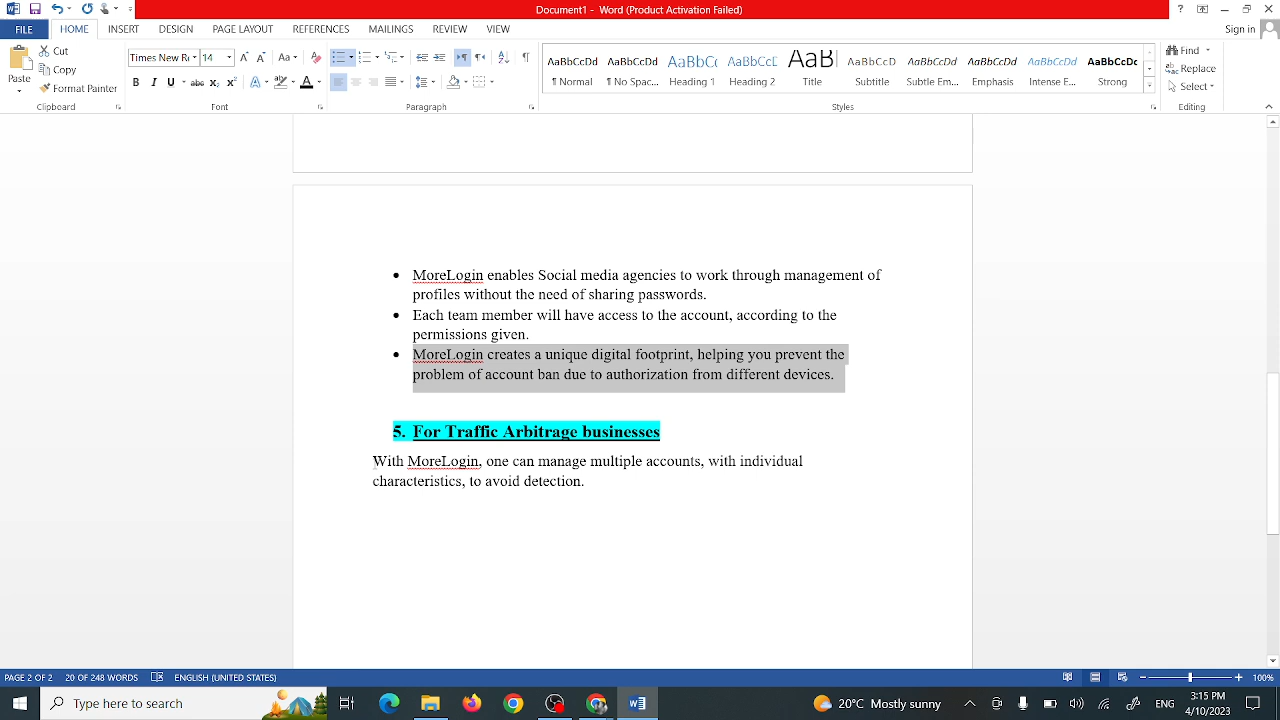 Document1 - Word (Product Activation Failed)
FILE HOME INSERT DESIGN PAGE LAYOUT REFERENCES MAILINGS REVIEW VIEW Sign in
Paste Cut Copy Format Painter
Times New Ro 14 Aa
B I U abc x₂ x² A A
AaBbCcDd AaBbCcDd AaBbCc AaBbCcE AaB AaBbCcD AaBbCcDd AaBbCcDd AaBbCcDd AaBbCcDc
¶ Normal ¶ No Spac... Heading 1 Heading 2 Title Subtitle Subtle Em... Emphasis Intense E... Strong
Find Replace Select
Clipboard Font Paragraph Styles Editing
• MoreLogin enables Social media agencies to work through management of
profiles without the need of sharing passwords.
• Each team member will have access to the account, according to the
permissions given.
• MoreLogin creates a unique digital footprint, helping you prevent the
problem of account ban due to authorization from different devices.
5. For Traffic Arbitrage businesses
With MoreLogin, one can manage multiple accounts, with individual
characteristics, to avoid detection.
PAGE 2 OF 2 20 OF 248 WORDS ENGLISH (UNITED STATES) 100%
Type here to search 20°C Mostly sunny ENG 3:15 PM
4/10/2023